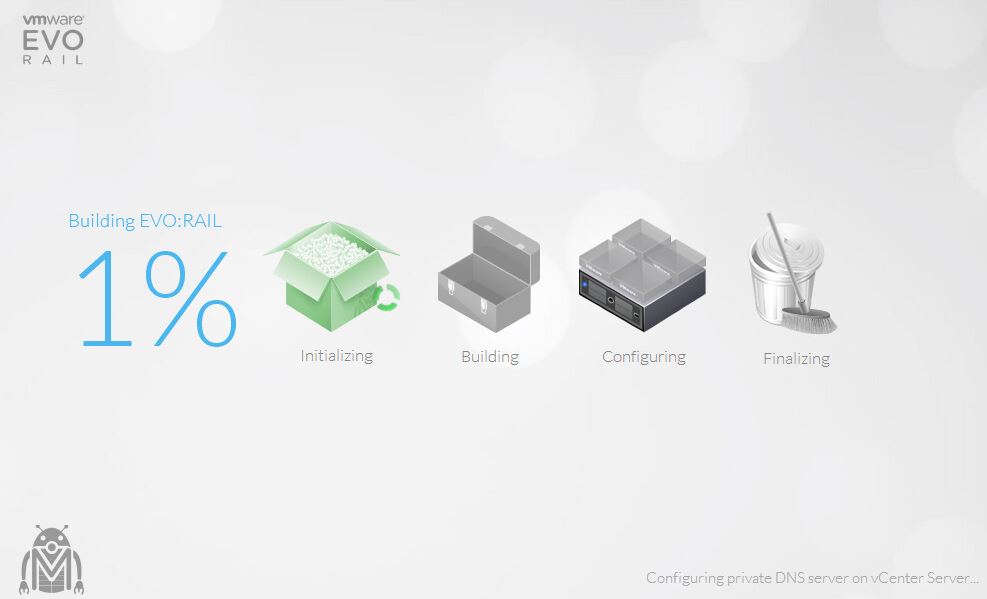 vmware
EVO
RAIL
Building EVO:RAIL
1%
Initializing
Building
Configuring
Finalizing
Configuring private DNS server on vCenter Server...